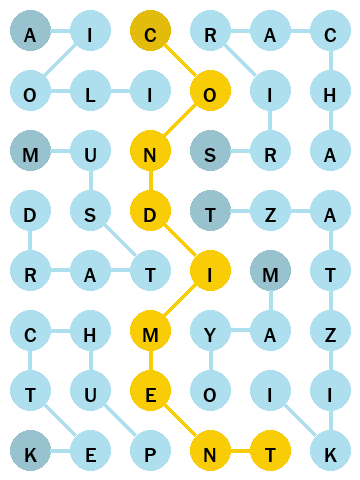 A I C R A C
O L I O I H
M U N S R A
D S D T Z A
R A T I M T
C H M Y A Z
T U E O I I
K E P N T K